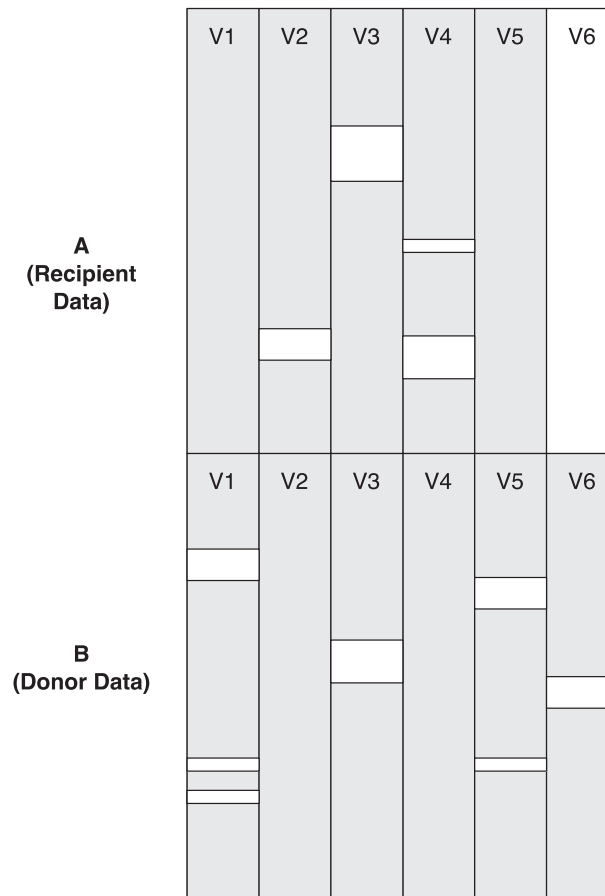 V1 V2 V3 V4 V5 V6
A
(Recipient
Data)
V1 V2 V3 V4 V5 V6
B
(Donor Data)